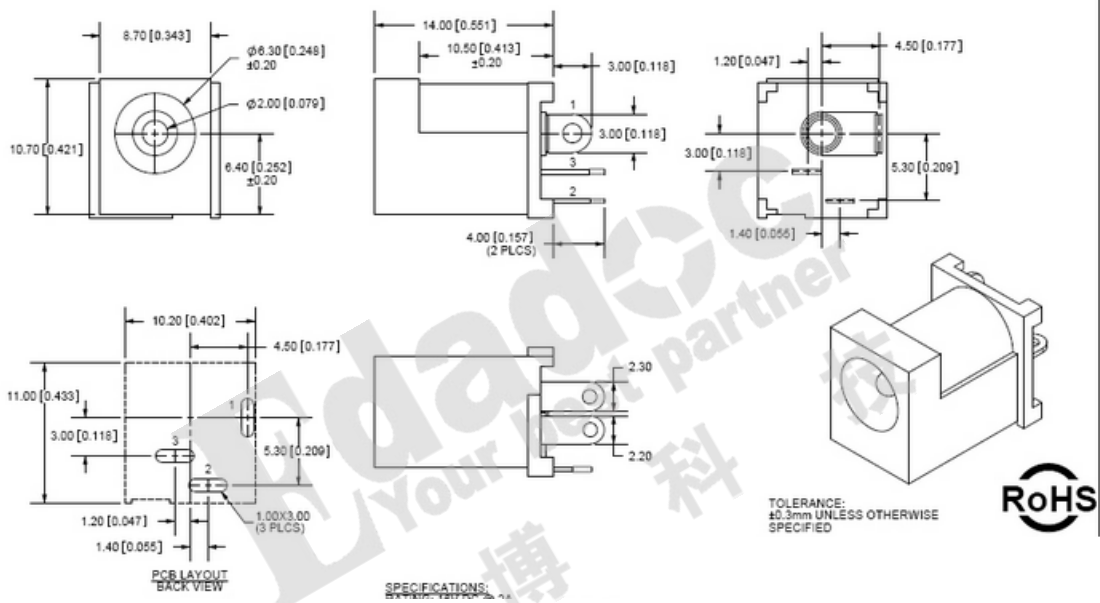 8.70 [0.343]
Ø6.30 [0.248]
±0.20
Ø2.00 [0.079]
10.70 [0.421]
6.40 [0.252]
±0.20
14.00 [0.551]
10.50 [0.413]
±0.20
3.00 [0.118]
1
3.00 [0.118]
3
2
4.00 [0.157]
(2 PLCS)
4.50 [0.177]
1.20 [0.047]
3.00 [0.118]
5.30 [0.209]
1.40 [0.055]
10.20 [0.402]
4.50 [0.177]
11.00 [0.433]
1
3.00 [0.118]
3
5.30 [0.209]
2
1.20 [0.047]
1.00X3.00
(3 PLCS)
1.40 [0.055]
PCB LAYOUT
BACK VIEW
2.30
2.20
TOLERANCE:
±0.3mm UNLESS OTHERWISE
SPECIFIED
RoHS
SPECIFICATIONS:
Edadoc
Your best partner
博
科
技